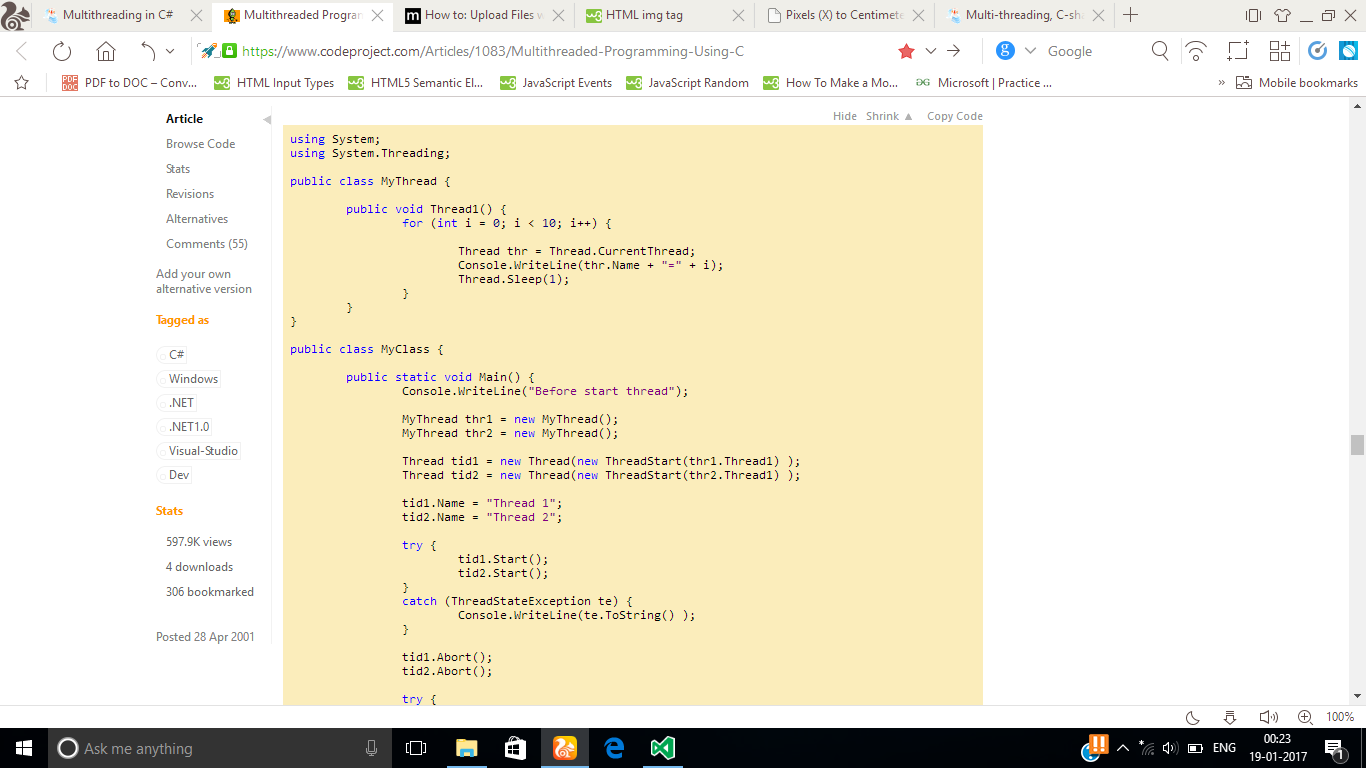 Multithreading in C#
Multithreaded Program
How to: Upload Files w
HTML img tag
Pixels (X) to Centimete
Multi-threading, C-sha
https://www.codeproject.com/Articles/1083/Multithreaded-Programming-Using-C
g
Google
PDF to DOC – Conv...
HTML Input Types
HTML5 Semantic El...
JavaScript Events
JavaScript Random
How To Make a Mo...
Microsoft | Practice ...
»
Mobile bookmarks
Article
Browse Code
Stats
Revisions
Alternatives
Comments (55)
Add your own
alternative version
Tagged as
C#
Windows
.NET
.NET1.0
Visual-Studio
Dev
Stats
597.9K views
4 downloads
306 bookmarked
Posted 28 Apr 2001
Hide Shrink ▲ Copy Code
using System;
using System.Threading;
public class MyThread {
public void Thread1() {
for (int i = 0; i < 10; i++) {
Thread thr = Thread.CurrentThread;
Console.WriteLine(thr.Name + "=" + i);
Thread.Sleep(1);
}
}
}
public class MyClass {
public static void Main() {
Console.WriteLine("Before start thread");
MyThread thr1 = new MyThread();
MyThread thr2 = new MyThread();
Thread tid1 = new Thread(new ThreadStart(thr1.Thread1) );
Thread tid2 = new Thread(new ThreadStart(thr2.Thread1) );
tid1.Name = "Thread 1";
tid2.Name = "Thread 2";
try {
tid1.Start();
tid2.Start();
}
catch (ThreadStateException te) {
Console.WriteLine(te.ToString() );
}
tid1.Abort();
tid2.Abort();
try {
100%
Ask me anything
ENG
00:23
19-01-2017
1